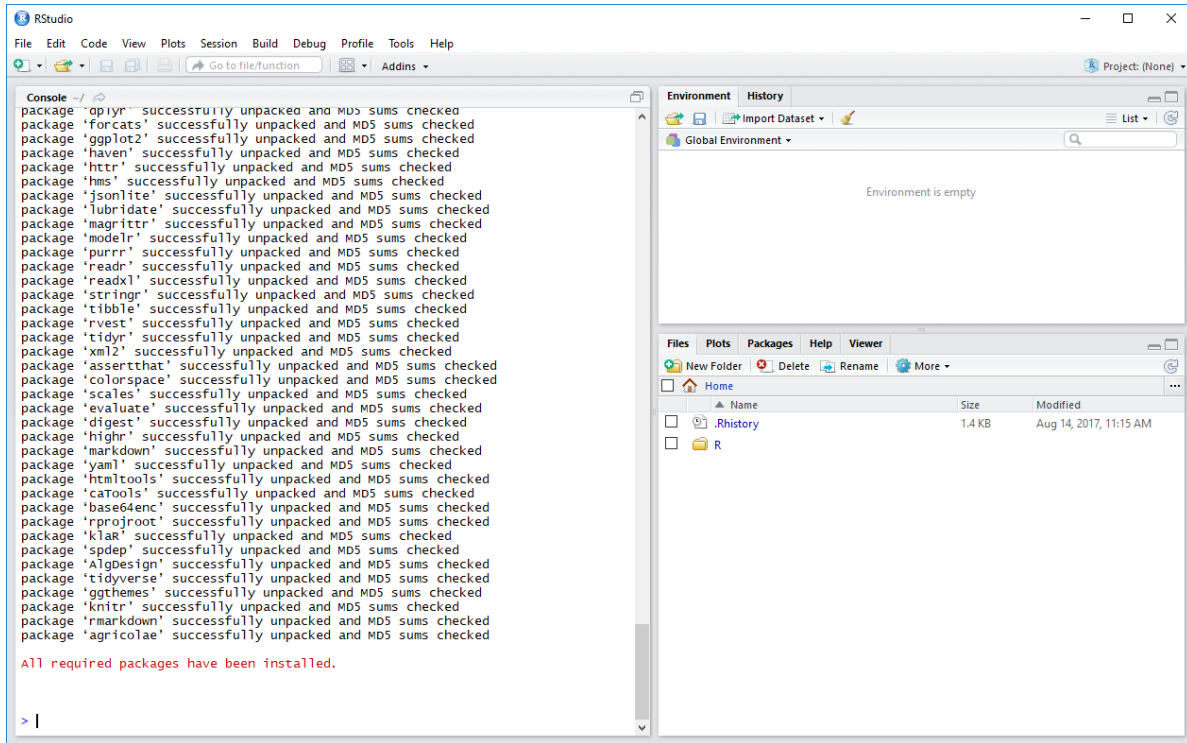 RStudio
File Edit Code View Plots Session Build Debug Profile Tools Help
Go to file/function Addins Project: (None)
Console ~/
package ‘dplyr’ successfully unpacked and MD5 sums checked
package ‘forcats’ successfully unpacked and MD5 sums checked
package ‘ggplot2’ successfully unpacked and MD5 sums checked
package ‘haven’ successfully unpacked and MD5 sums checked
package ‘httr’ successfully unpacked and MD5 sums checked
package ‘hms’ successfully unpacked and MD5 sums checked
package ‘jsonlite’ successfully unpacked and MD5 sums checked
package ‘lubridate’ successfully unpacked and MD5 sums checked
package ‘magrittr’ successfully unpacked and MD5 sums checked
package ‘modelr’ successfully unpacked and MD5 sums checked
package ‘purrr’ successfully unpacked and MD5 sums checked
package ‘readr’ successfully unpacked and MD5 sums checked
package ‘readxl’ successfully unpacked and MD5 sums checked
package ‘stringr’ successfully unpacked and MD5 sums checked
package ‘tibble’ successfully unpacked and MD5 sums checked
package ‘rvest’ successfully unpacked and MD5 sums checked
package ‘tidyr’ successfully unpacked and MD5 sums checked
package ‘xml2’ successfully unpacked and MD5 sums checked
package ‘assertthat’ successfully unpacked and MD5 sums checked
package ‘colorspace’ successfully unpacked and MD5 sums checked
package ‘scales’ successfully unpacked and MD5 sums checked
package ‘evaluate’ successfully unpacked and MD5 sums checked
package ‘digest’ successfully unpacked and MD5 sums checked
package ‘highr’ successfully unpacked and MD5 sums checked
package ‘markdown’ successfully unpacked and MD5 sums checked
package ‘yaml’ successfully unpacked and MD5 sums checked
package ‘htmltools’ successfully unpacked and MD5 sums checked
package ‘caTools’ successfully unpacked and MD5 sums checked
package ‘base64enc’ successfully unpacked and MD5 sums checked
package ‘rprojroot’ successfully unpacked and MD5 sums checked
package ‘klaR’ successfully unpacked and MD5 sums checked
package ‘spdep’ successfully unpacked and MD5 sums checked
package ‘AlgDesign’ successfully unpacked and MD5 sums checked
package ‘tidyverse’ successfully unpacked and MD5 sums checked
package ‘ggthemes’ successfully unpacked and MD5 sums checked
package ‘knitr’ successfully unpacked and MD5 sums checked
package ‘rmarkdown’ successfully unpacked and MD5 sums checked
package ‘agricolae’ successfully unpacked and MD5 sums checked
All required packages have been installed.
>
Environment History
Import Dataset List
Global Environment
Environment is empty
Files Plots Packages Help Viewer
New Folder Delete Rename More
Home ...
Name Size Modified
.Rhistory 1.4 KB Aug 14, 2017, 11:15 AM
R